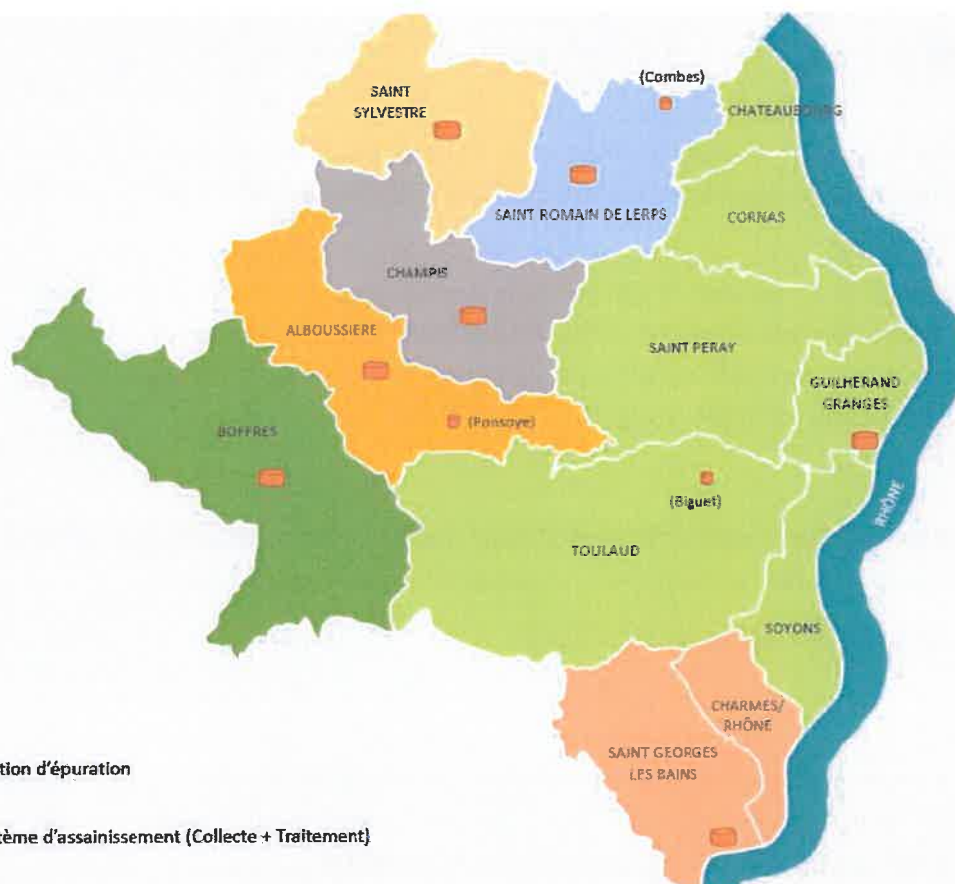 SAINT
SYLVESTRE
(Combes)
CHATEAUBOURG
SAINT ROMAIN DE LERPS
CORNAS
CHAMPIS
ALBOUSSIERE
SAINT PERAY
GUILHERAND
GRANGES
BOFFRES
(Ponsoye)
(Biguet)
RHÔNE
TOULAUD
SOYONS
CHARMES/
RHÔNE
SAINT GEORGES
LES BAINS
tion d'épuration
tème d'assainissement (Collecte + Traitement)